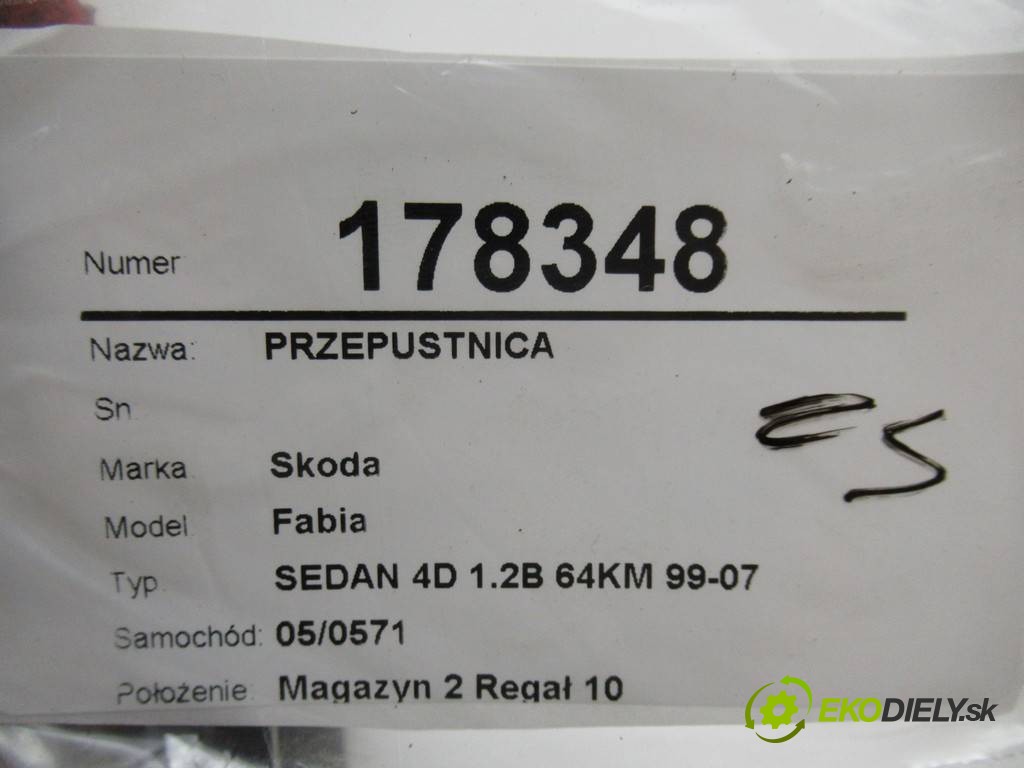 Numer 178348
Nazwa: PRZEPUSTNICA
Sn
Marka Skoda
Model Fabia
Typ SEDAN 4D 1.2B 64KM 99-07
Samochód: 05/0571
Położenie: Magazyn 2 Regał 10
EKODIELY.sk